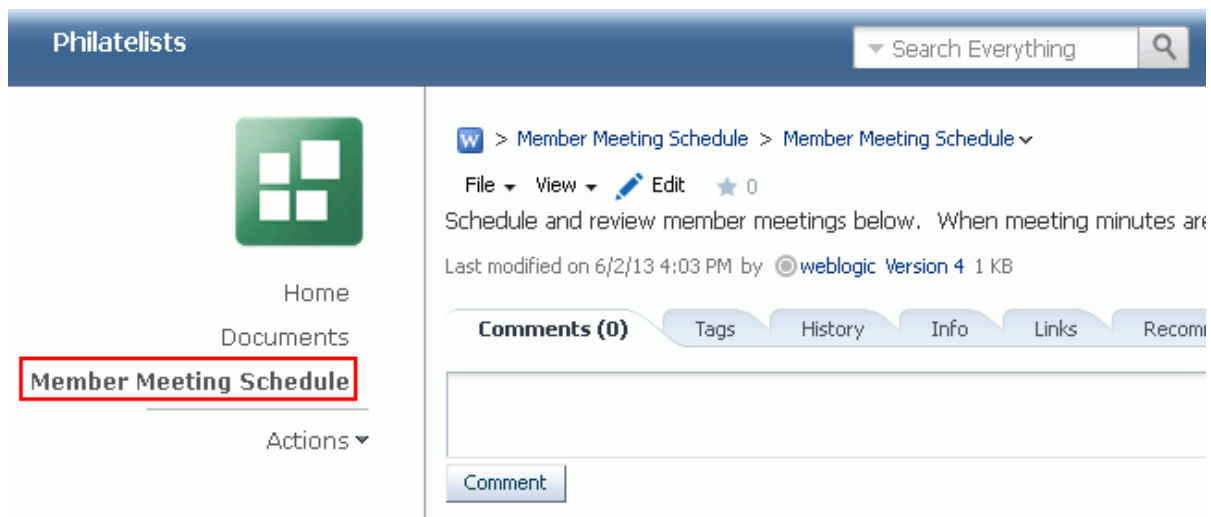 Philatelists
Search Everything
Home
Documents
Member Meeting Schedule
Actions
W > Member Meeting Schedule > Member Meeting Schedule
File View Edit 0
Schedule and review member meetings below. When meeting minutes are
Last modified on 6/2/13 4:03 PM by weblogic Version 4 1 KB
Comments (0) Tags History Info Links Recom
Comment